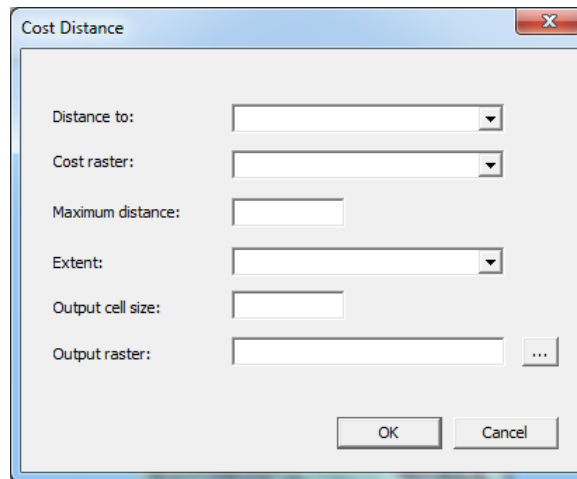 Cost Distance
Distance to:
Cost raster:
Maximum distance:
Extent:
Output cell size:
Output raster:
...
OK
Cancel